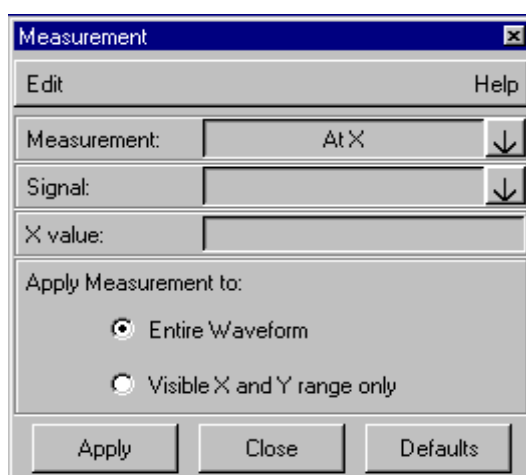 Measurement
Edit Help
Measurement: At X
Signal:
X value:
Apply Measurement to:
Entire Waveform
Visible X and Y range only
Apply Close Defaults